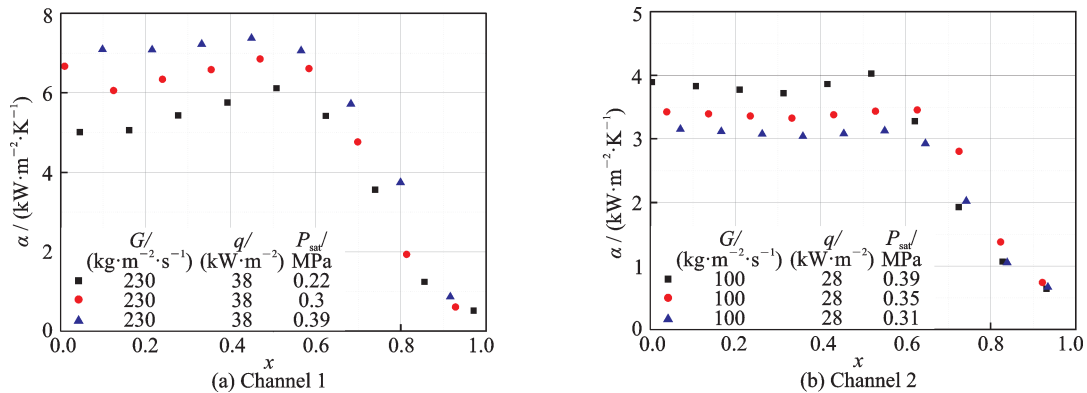 8
6
4
2
0
α / (kW·m⁻²·K⁻¹)
G/ q/ P_sat/
(kg·m⁻²·s⁻¹) (kW·m⁻²) MPa
230 38 0.22
230 38 0.3
230 38 0.39
0.0 0.2 0.4 0.6 0.8 1.0
x
(a) Channel 1
5
4
3
2
1
0
α / (kW·m⁻²·K⁻¹)
G/ q/ P_sat/
(kg·m⁻²·s⁻¹) (kW·m⁻²) MPa
100 28 0.39
100 28 0.35
100 28 0.31
0.0 0.2 0.4 0.6 0.8 1.0
x
(b) Channel 2